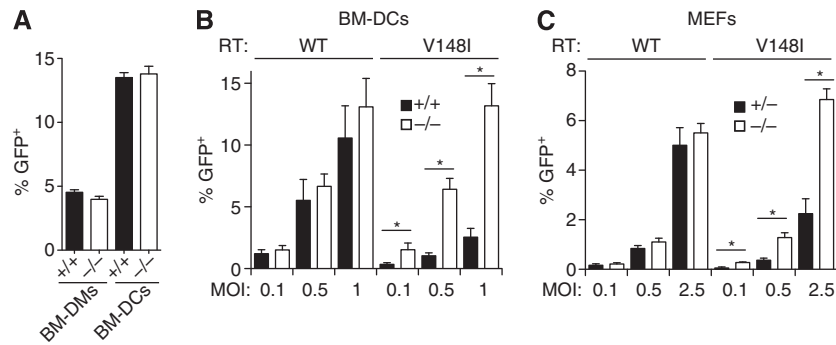 A
% GFP+
15
10
5
0
+/+
−/−
+/+
−/−
BM-DMs
BM-DCs
B
BM-DCs
RT: WT V148I
% GFP+
15
10
5
0
+/+
−/−
*
*
*
MOI: 0.1 0.5 1 0.1 0.5 1
C
MEFs
RT: WT V148I
% GFP+
8
6
4
2
0
+/−
−/−
*
*
*
MOI: 0.1 0.5 2.5 0.1 0.5 2.5